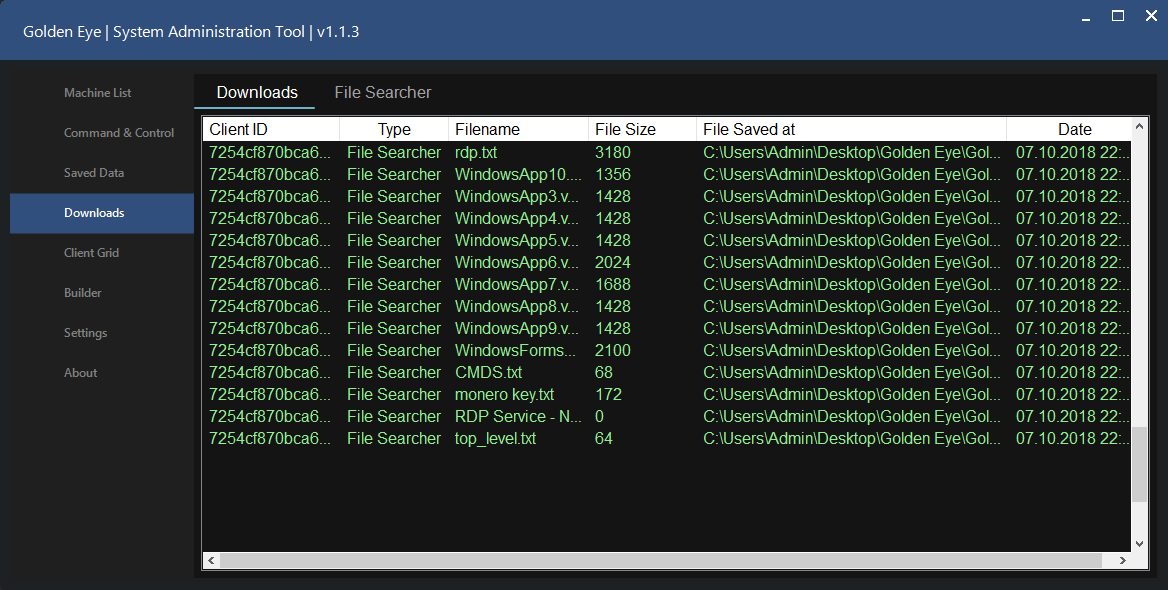 Golden Eye | System Administration Tool | v1.1.3
Machine List
Command & Control
Saved Data
Downloads
Client Grid
Builder
Settings
About
Downloads File Searcher
Client ID Type Filename File Size File Saved at Date
7254cf870bca6... File Searcher rdp.txt 3180 C:\Users\Admin\Desktop\Golden Eye\Gol... 07.10.2018 22:...
7254cf870bca6... File Searcher WindowsApp10.... 1356 C:\Users\Admin\Desktop\Golden Eye\Gol... 07.10.2018 22:...
7254cf870bca6... File Searcher WindowsApp3.v... 1428 C:\Users\Admin\Desktop\Golden Eye\Gol... 07.10.2018 22:...
7254cf870bca6... File Searcher WindowsApp4.v... 1428 C:\Users\Admin\Desktop\Golden Eye\Gol... 07.10.2018 22:...
7254cf870bca6... File Searcher WindowsApp5.v... 1428 C:\Users\Admin\Desktop\Golden Eye\Gol... 07.10.2018 22:...
7254cf870bca6... File Searcher WindowsApp6.v... 2024 C:\Users\Admin\Desktop\Golden Eye\Gol... 07.10.2018 22:...
7254cf870bca6... File Searcher WindowsApp7.v... 1688 C:\Users\Admin\Desktop\Golden Eye\Gol... 07.10.2018 22:...
7254cf870bca6... File Searcher WindowsApp8.v... 1428 C:\Users\Admin\Desktop\Golden Eye\Gol... 07.10.2018 22:...
7254cf870bca6... File Searcher WindowsApp9.v... 1428 C:\Users\Admin\Desktop\Golden Eye\Gol... 07.10.2018 22:...
7254cf870bca6... File Searcher WindowsForms... 2100 C:\Users\Admin\Desktop\Golden Eye\Gol... 07.10.2018 22:...
7254cf870bca6... File Searcher CMDS.txt 68 C:\Users\Admin\Desktop\Golden Eye\Gol... 07.10.2018 22:...
7254cf870bca6... File Searcher monero key.txt 172 C:\Users\Admin\Desktop\Golden Eye\Gol... 07.10.2018 22:...
7254cf870bca6... File Searcher RDP Service - N... 0 C:\Users\Admin\Desktop\Golden Eye\Gol... 07.10.2018 22:...
7254cf870bca6... File Searcher top_level.txt 64 C:\Users\Admin\Desktop\Golden Eye\Gol... 07.10.2018 22:...